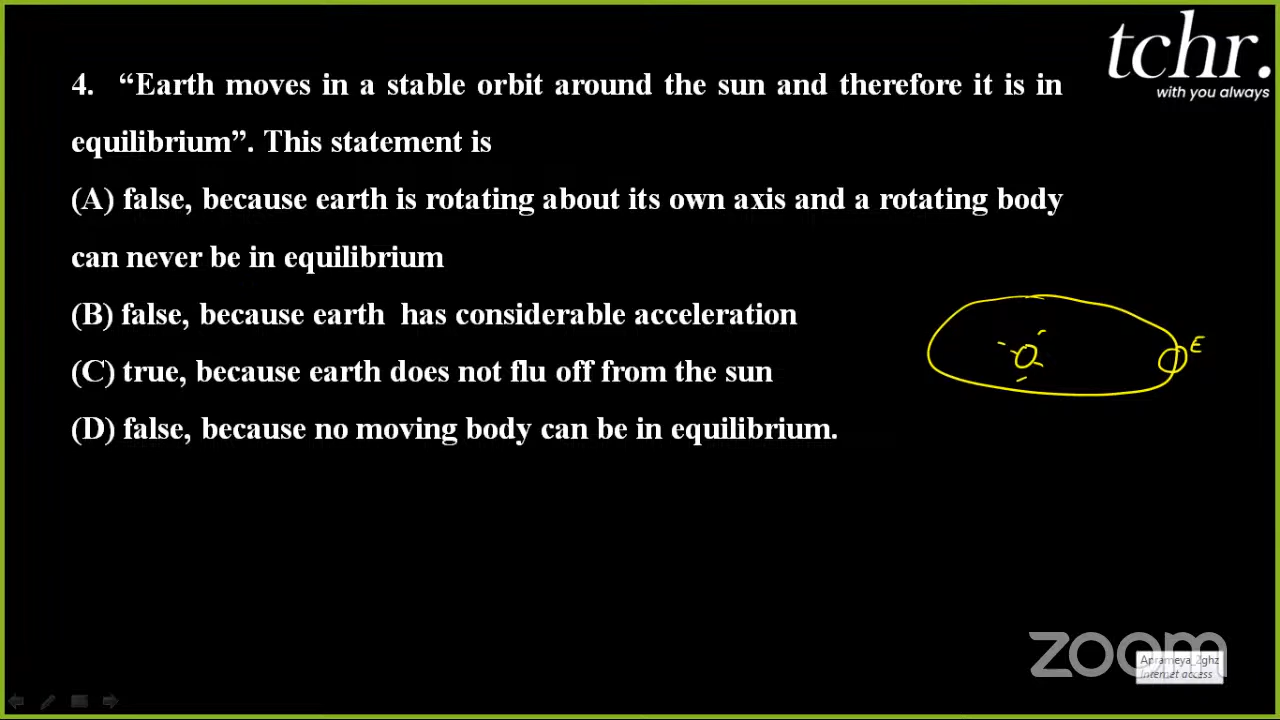 tchr.
with you always
4. “Earth moves in a stable orbit around the sun and therefore it is in
equilibrium”. This statement is
(A) false, because earth is rotating about its own axis and a rotating body
can never be in equilibrium
(B) false, because earth has considerable acceleration
(C) true, because earth does not flu off from the sun
(D) false, because no moving body can be in equilibrium.
E
zoom
Aprameya_2ghz
Internet access